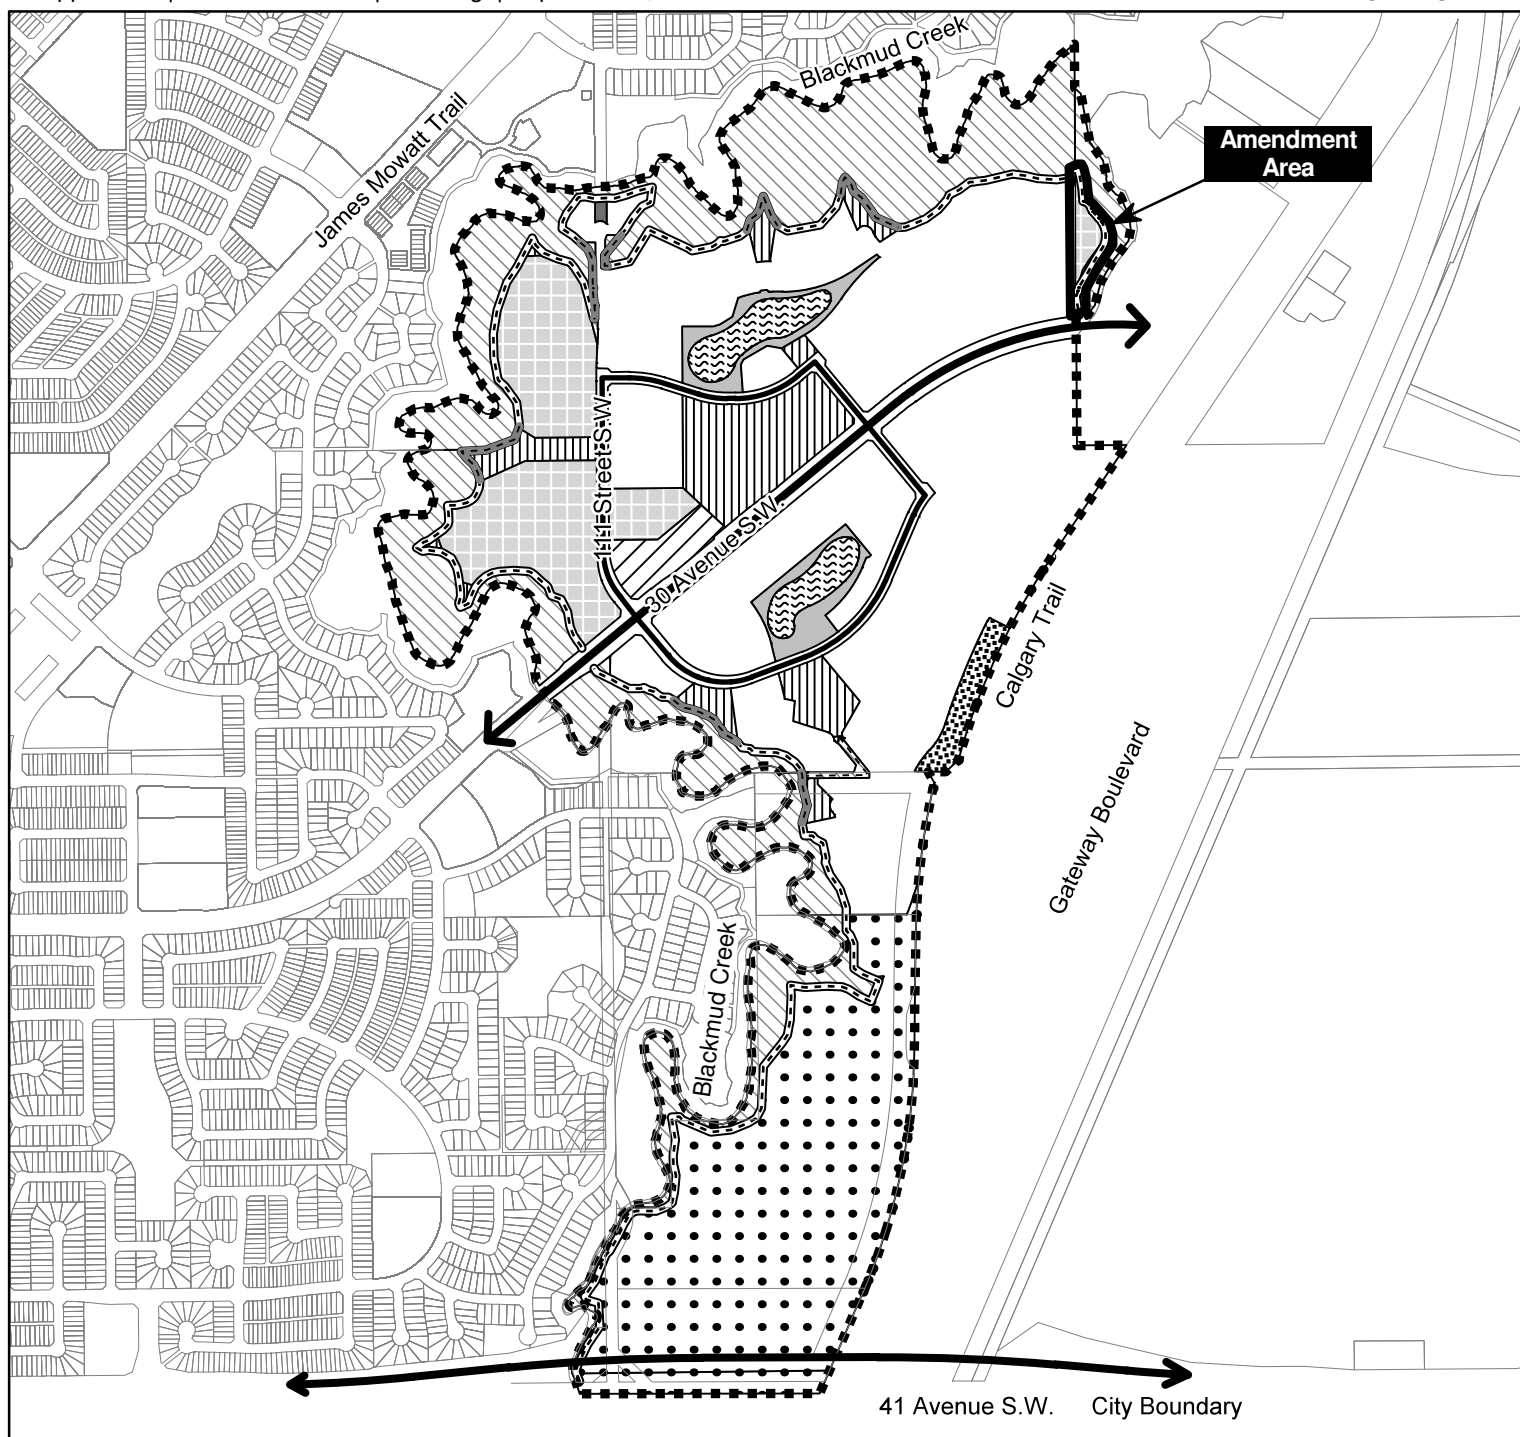 Blackmud Creek
James Mowatt Trail
Amendment
Area
111 Street S.W.
30 Avenue S.W.
Calgary Trail
Gateway Boulevard
Blackmud Creek
41 Avenue S.W. City Boundary